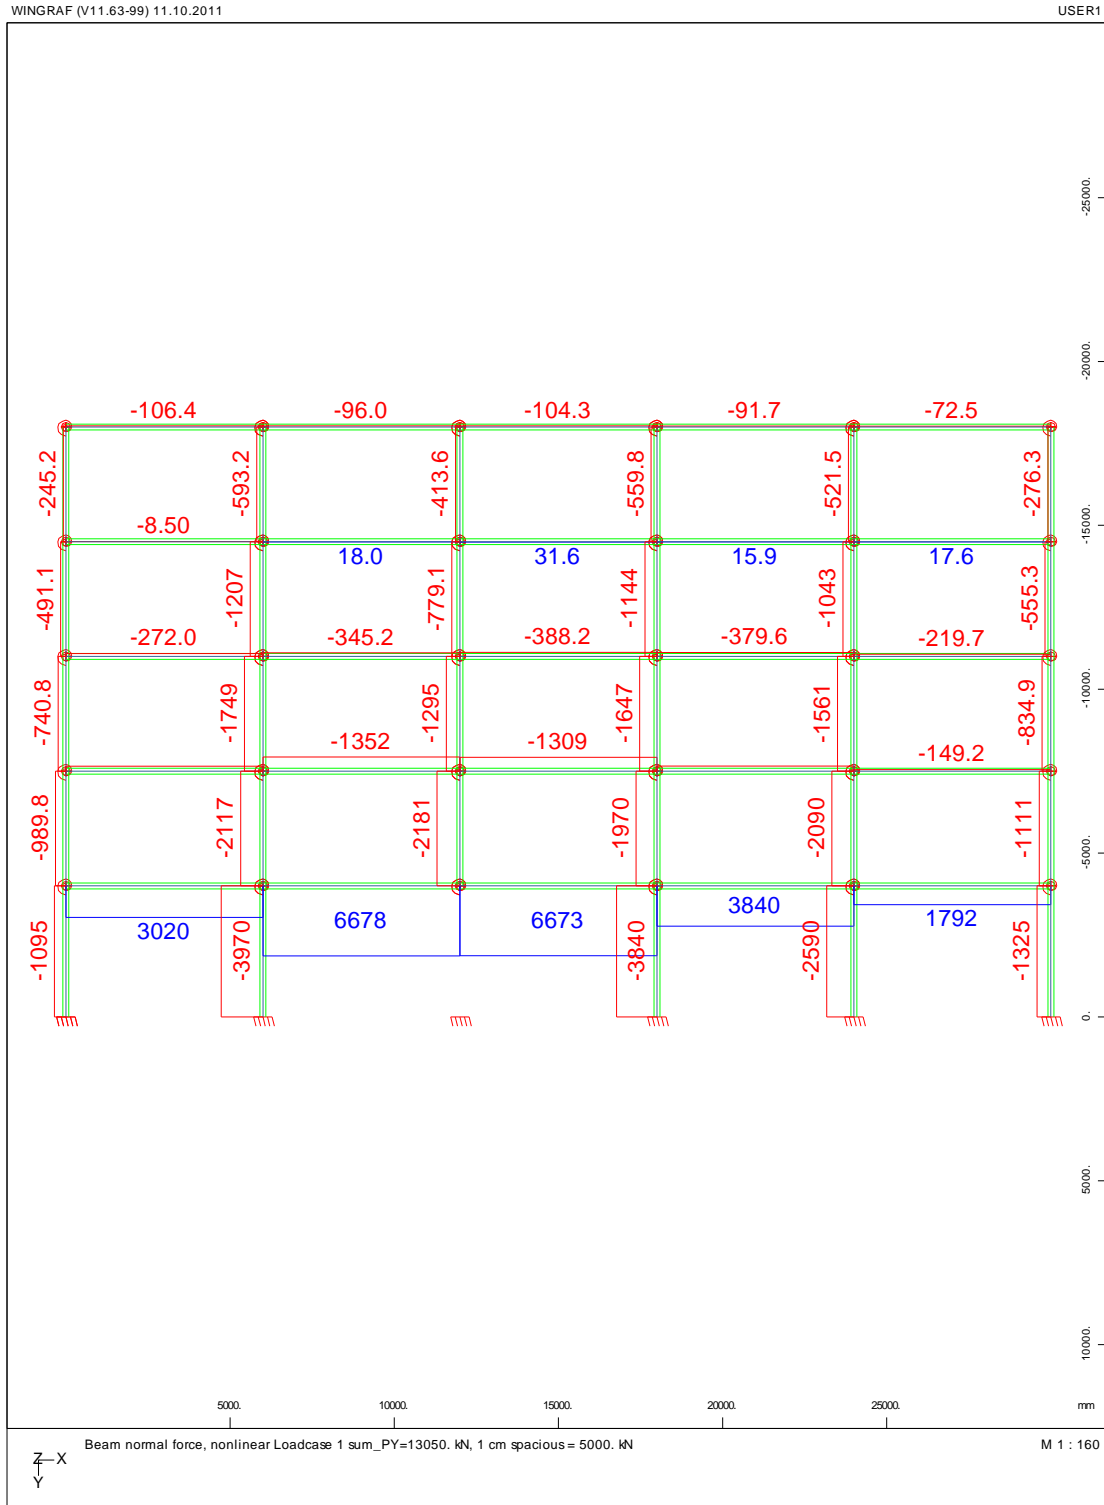 WINGRAF (V11.63-99) 11.10.2011 USER1
-25000.
-20000.
-106.4 -96.0 -104.3 -91.7 -72.5
-245.2 -593.2 -413.6 -559.8 -521.5 -276.3
-15000.
-8.50 18.0 31.6 15.9 17.6
-491.1 -1207 -779.1 -1144 -1043 -555.3
-272.0 -345.2 -388.2 -379.6 -219.7
-10000.
-740.8 -1749 -1295 -1647 -1561 -834.9
-1352 -1309 -149.2
-989.8 -2117 -2181 -1970 -2090 -1111
-5000.
3020 6678 6673 3840 1792
-1095 -3970 -3840 -2590 -1325
0.
5000.
10000.
5000. 10000. 15000. 20000. 25000. mm
Beam normal force, nonlinear Loadcase 1 sum_PY=13050. kN, 1 cm spacious = 5000. kN M 1 : 160
Z X
Y